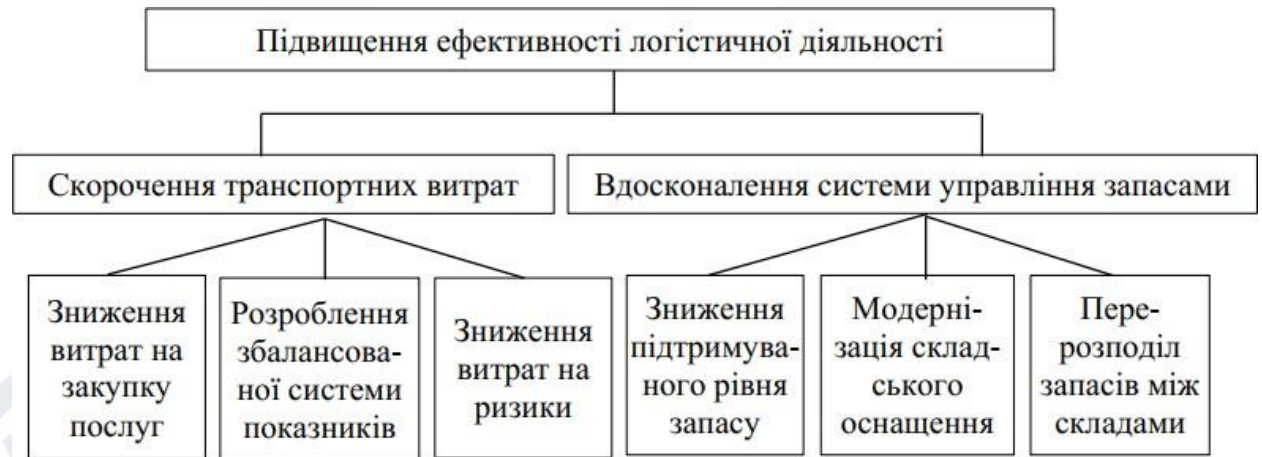 Підвищення ефективності логістичної діяльності
Скорочення транспортних витрат
Вдосконалення системи управління запасами
Зниження
витрат на
закупку
послуг
Розроблення
збалансова-
ної системи
показників
Зниження
витрат на
ризики
Зниження
підтримува-
ного рівня
запасу
Модерні-
зація склад-
ського
оснащення
Пере-
розподіл
запасів між
складами